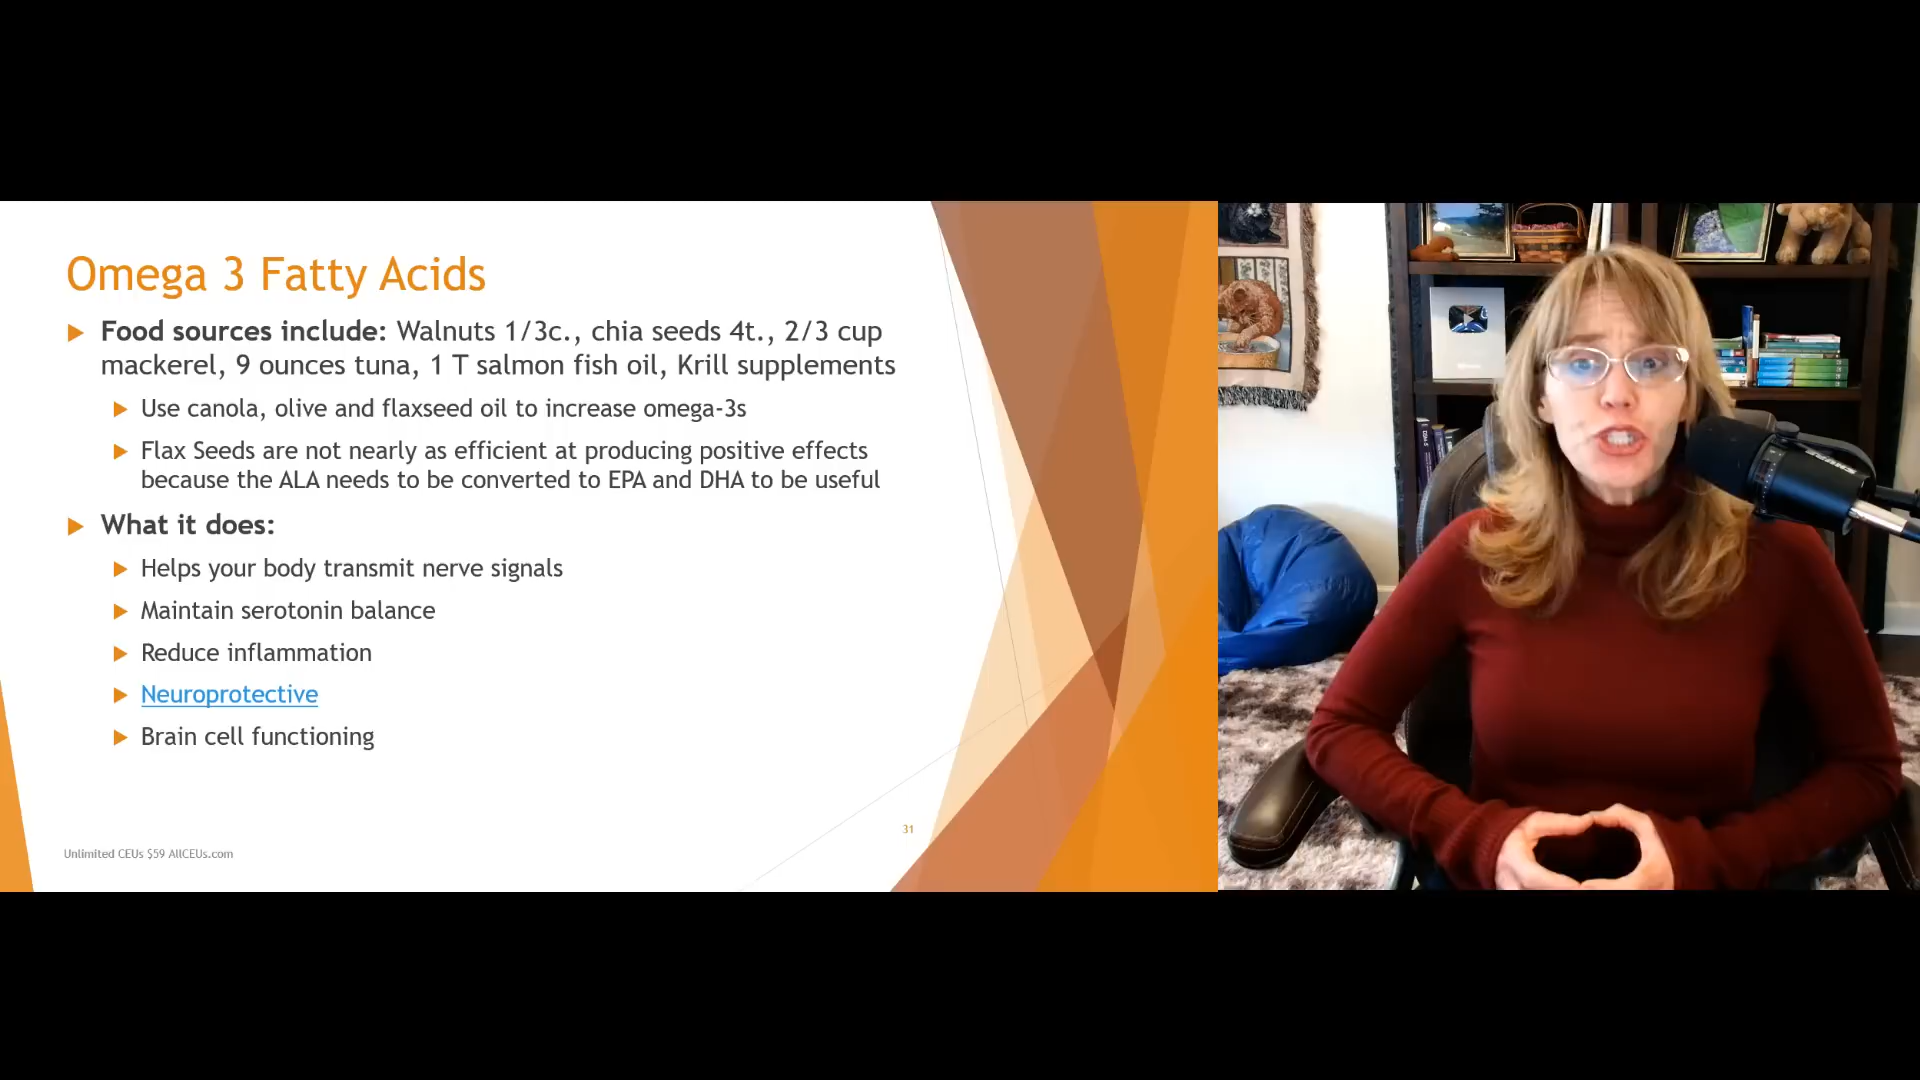 Omega 3 Fatty Acids
Food sources include: Walnuts 1/3c., chia seeds 4t., 2/3 cup
mackerel, 9 ounces tuna, 1 T salmon fish oil, Krill supplements
Use canola, olive and flaxseed oil to increase omega-3s
Flax Seeds are not nearly as efficient at producing positive effects
because the ALA needs to be converted to EPA and DHA to be useful
What it does:
Helps your body transmit nerve signals
Maintain serotonin balance
Reduce inflammation
Neuroprotective
Brain cell functioning
31
Unlimited CEUs $59 AllCEUs.com
SHURE